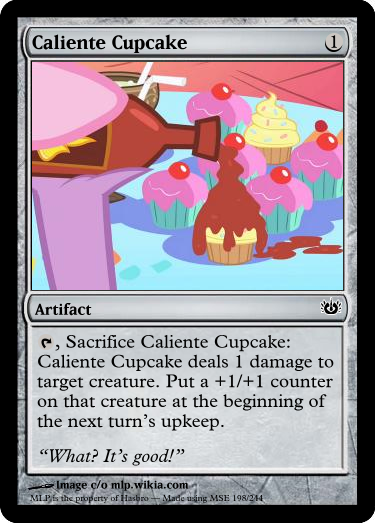 Caliente Cupcake 1
Artifact
, Sacrifice Caliente Cupcake:
Caliente Cupcake deals 1 damage to
target creature. Put a +1/+1 counter
on that creature at the beginning of
the next turn's upkeep.
“What? It's good!”
Image c/o mlp.wikia.com
MLP is the property of Hasbro — Made using MSE 198/244